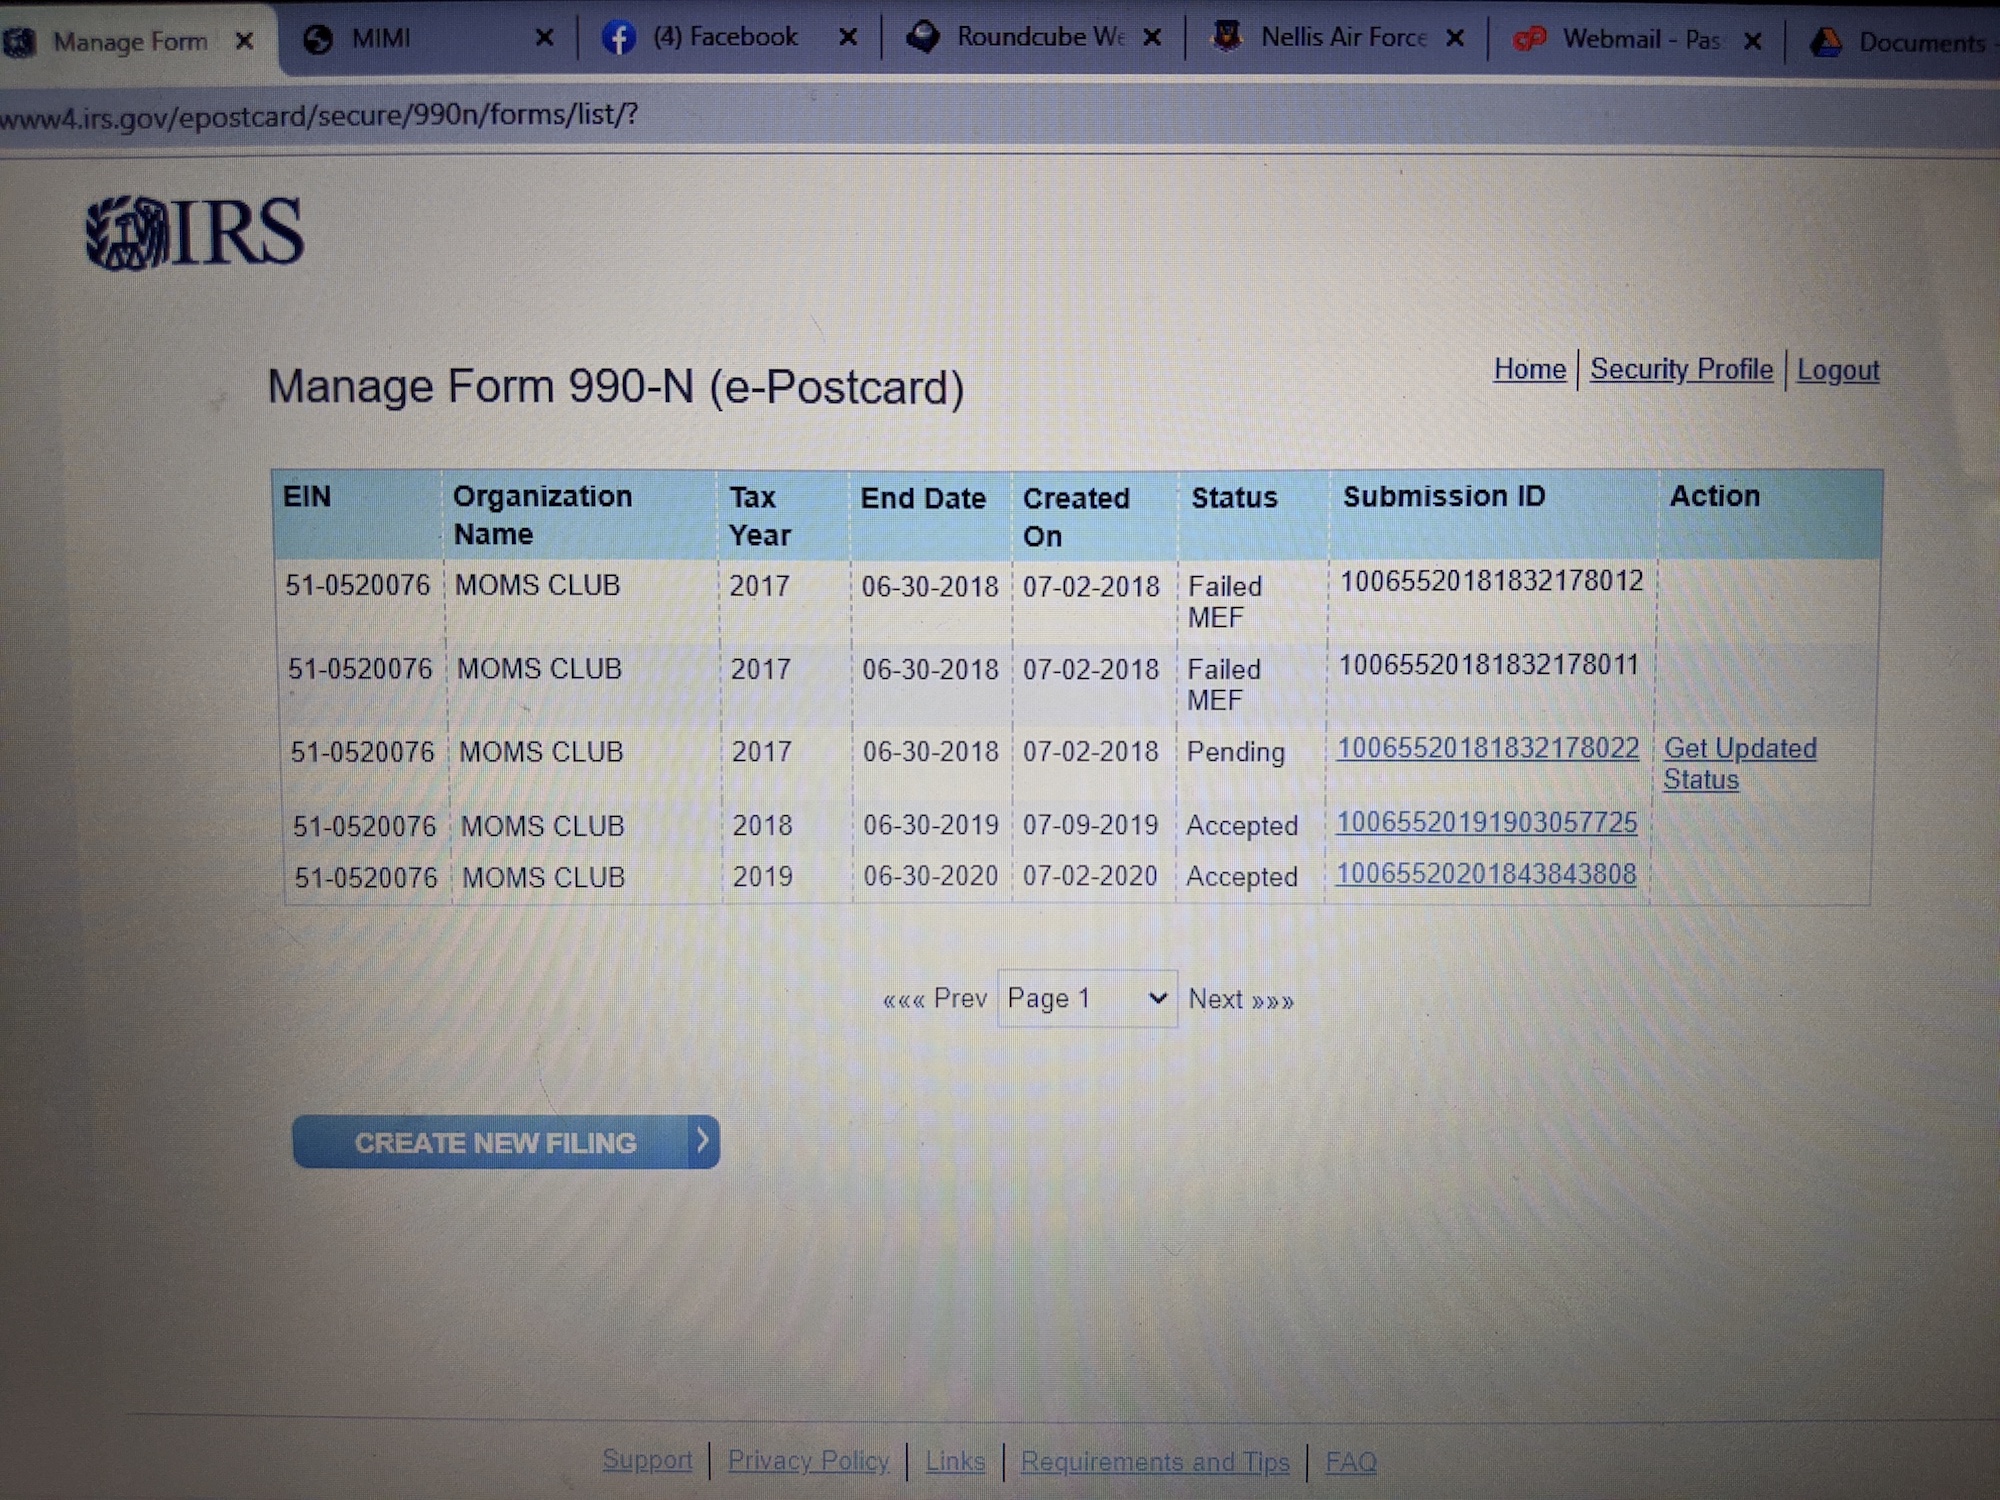 Manage Form
MIMI
(4) Facebook
Roundcube We
Nellis Air Force
Webmail - Pas
Documents -
www4.irs.gov/epostcard/secure/990n/forms/list/?
IRS
Home | Security Profile | Logout
Manage Form 990-N (e-Postcard)
EIN Organization Name Tax Year End Date Created On Status Submission ID Action
51-0520076 MOMS CLUB 2017 06-30-2018 07-02-2018 Failed MEF 10065520181832178012
51-0520076 MOMS CLUB 2017 06-30-2018 07-02-2018 Failed MEF 10065520181832178011
51-0520076 MOMS CLUB 2017 06-30-2018 07-02-2018 Pending 10065520181832178022 Get Updated Status
51-0520076 MOMS CLUB 2018 06-30-2019 07-09-2019 Accepted 10065520191903057725
51-0520076 MOMS CLUB 2019 06-30-2020 07-02-2020 Accepted 10065520201843843808
««« Prev Page 1 Next »»»
CREATE NEW FILING
Support | Privacy Policy | Links | Requirements and Tips | FAQ